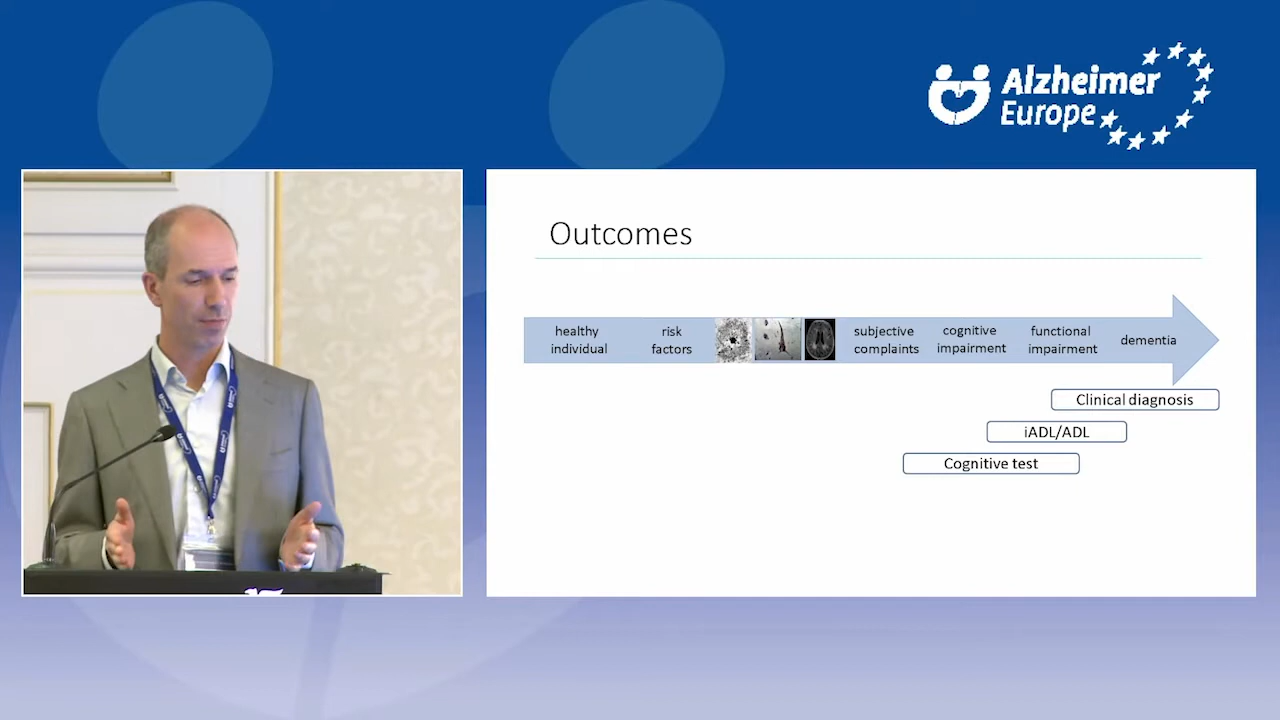 Alzheimer
Europe
Outcomes
healthy
individual
risk
factors
subjective
complaints
cognitive
impairment
functional
impairment
dementia
Clinical diagnosis
iADL/ADL
Cognitive test